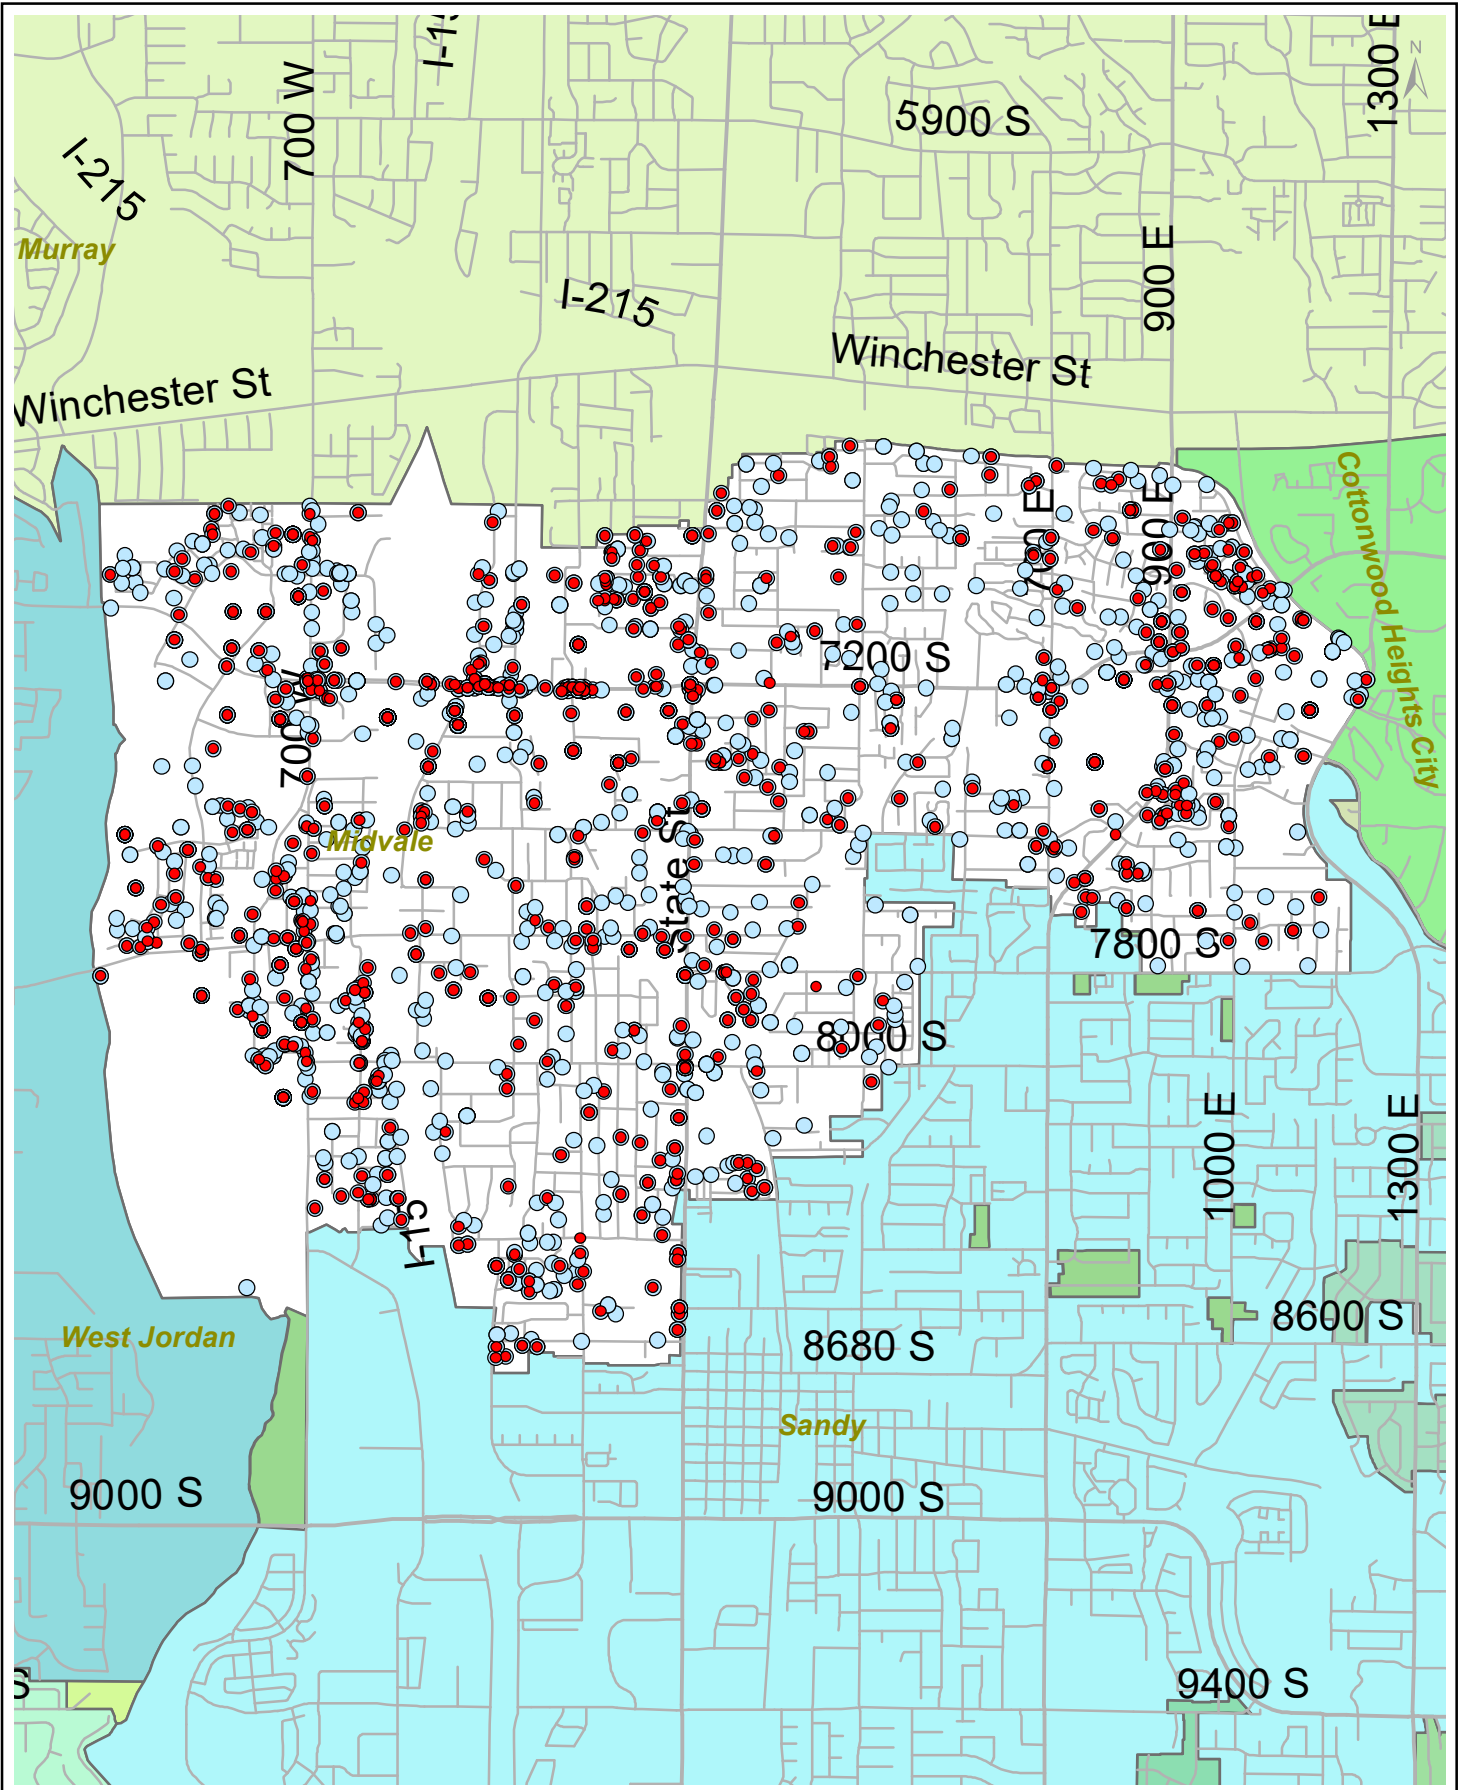 1300 E
N
I-15
700 W
5900 S
I-215
Murray
900 E
I-215
Winchester St
Winchester St
Cottonwood Heights City
700 E
900 E
7200 S
700 W
Midvale
State St
7800 S
8000 S
1000 E
1300 E
I-15
8600 S
West Jordan
8680 S
Sandy
9000 S
9000 S
9400 S
S